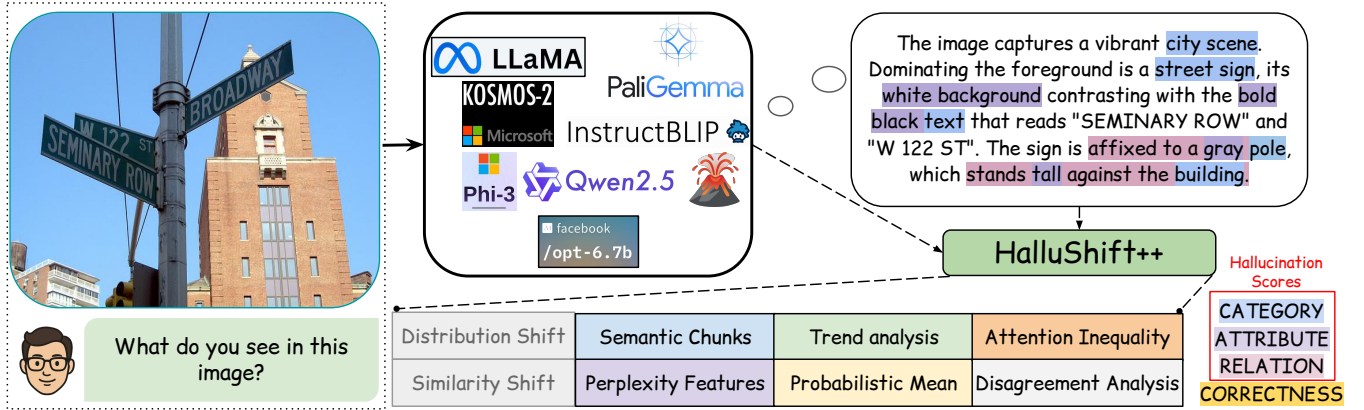 BROADWAY
W 122 ST
SEMINARY ROW
What do you see in this
image?
LLaMA
PaliGemma
KOSMOS-2
Microsoft
InstructBLIP
Phi-3
Qwen2.5
facebook
/opt-6.7b
The image captures a vibrant city scene.
Dominating the foreground is a street sign, its
white background contrasting with the bold
black text that reads "SEMINARY ROW" and
"W 122 ST". The sign is affixed to a gray pole,
which stands tall against the building.
HalluShift++
Distribution Shift
Semantic Chunks
Trend analysis
Attention Inequality
Similarity Shift
Perplexity Features
Probabilistic Mean
Disagreement Analysis
Hallucination
Scores
CATEGORY
ATTRIBUTE
RELATION
CORRECTNESS